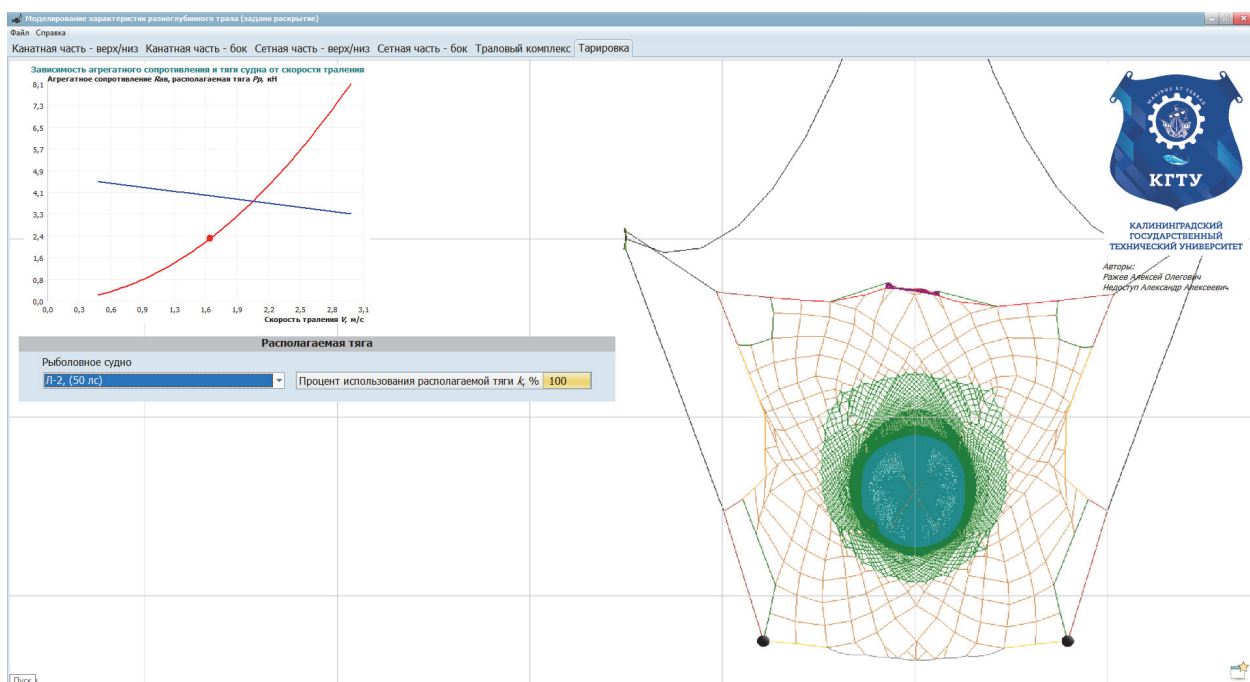 Моделирование характеристик разноглубинного трала (задано раскрытие)
Файл Справка
Канатная часть - верх/низ Канатная часть - бок Сетная часть - верх/низ Сетная часть - бок Траловый комплекс Тарировка
Зависимость агрегатного сопротивления и тяги судна от скорости траления
Агрегатное сопротивление Rав, располагаемая тяга Pp, кН
8,1
7,3
6,5
5,7
4,9
4,1
3,3
2,4
1,6
0,8
0,0
0,0 0,3 0,6 0,9 1,3 1,6 1,9 2,2 2,5 2,8 3,1
Скорость траления V, м/с
Располагаемая тяга
Рыболовное судно
Л-2, (50 лс)
Процент использования располагаемой тяги k, % 100
MARIBUS ET TERRAE
КГТУ
КАЛИНИНГРАДСКИЙ
ГОСУДАРСТВЕННЫЙ
ТЕХНИЧЕСКИЙ УНИВЕРСИТЕТ
Авторы:
Ражев Алексей Олегович
Недоступ Александр Алексеевич
Пуск